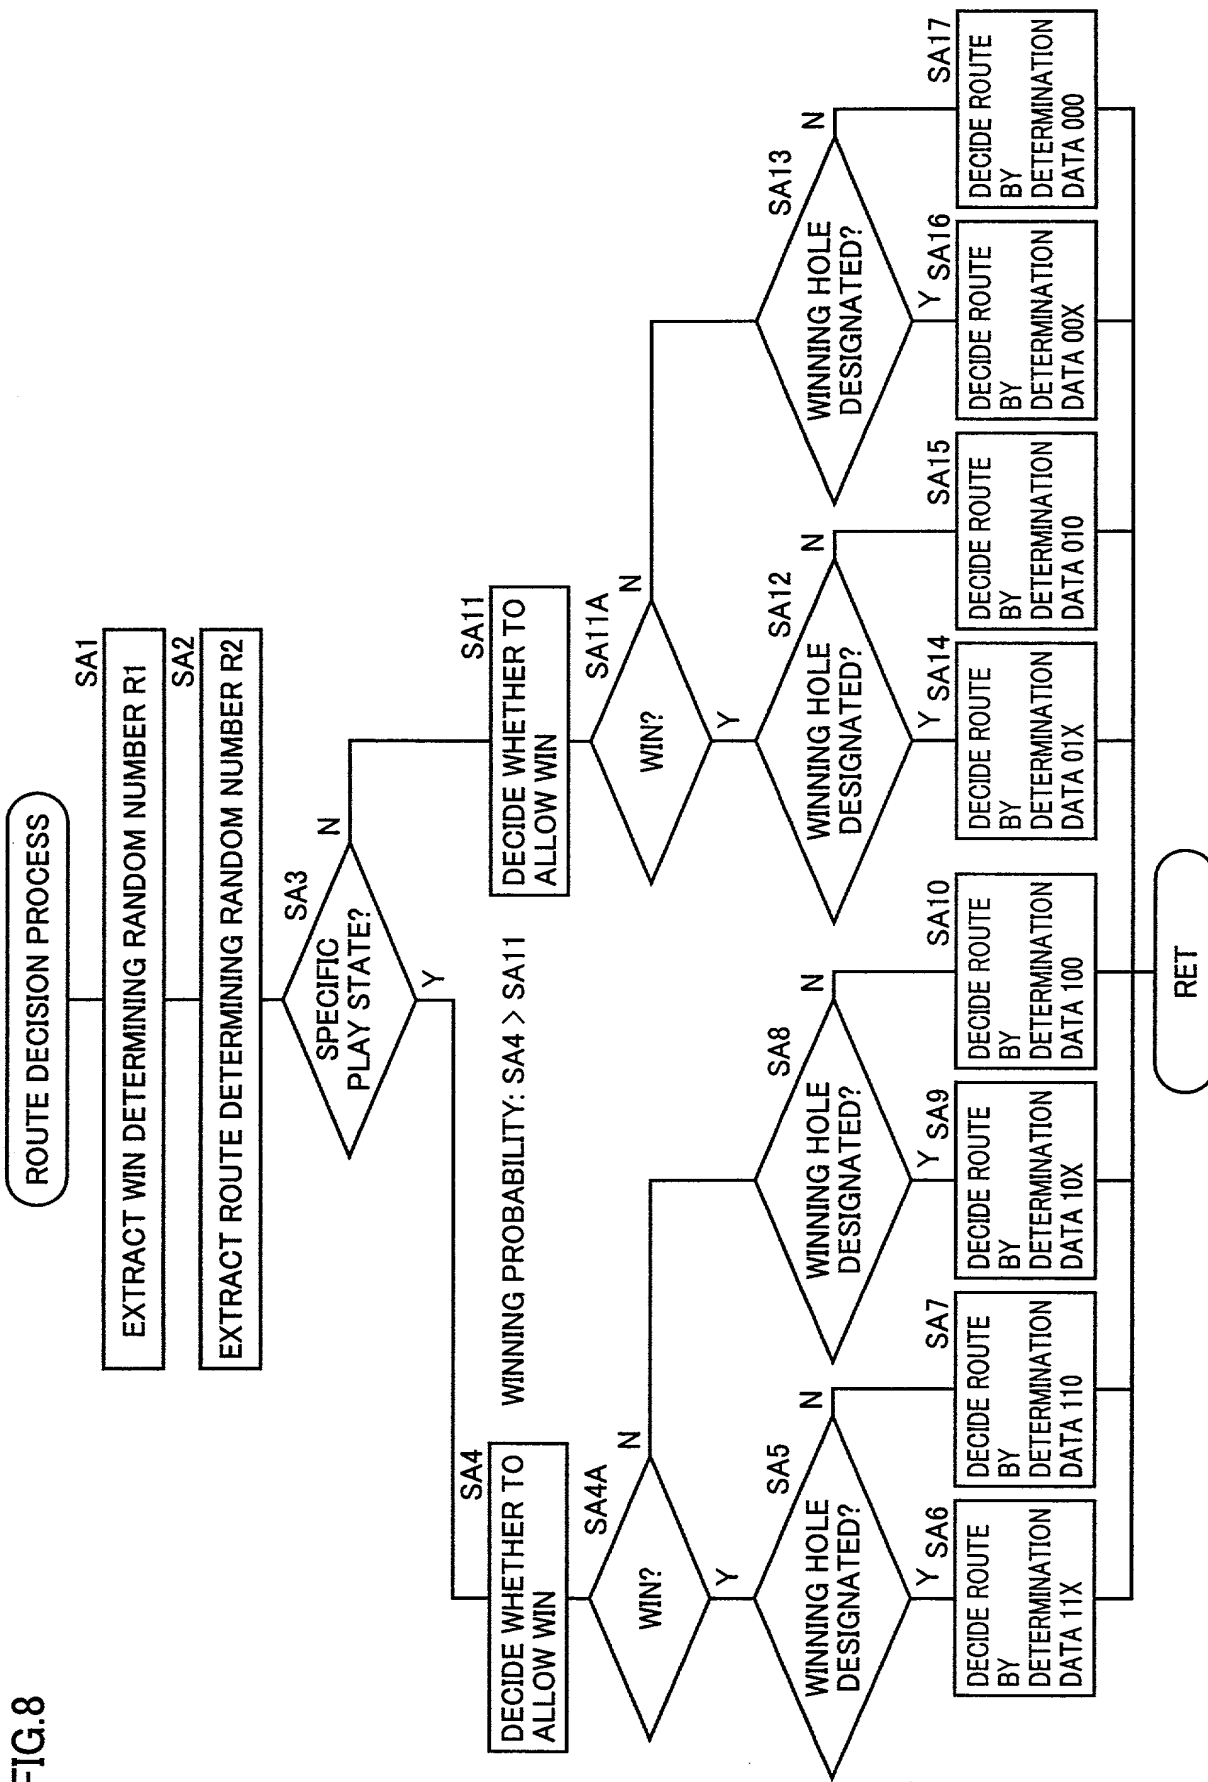 FIG.8
ROUTE DECISION PROCESS
SA1
EXTRACT WIN DETERMINING RANDOM NUMBER R1
SA2
EXTRACT ROUTE DETERMINING RANDOM NUMBER R2
SA3
SPECIFIC
PLAY STATE?
Y
N
SA4
DECIDE WHETHER TO
ALLOW WIN
WINNING PROBABILITY: SA4 > SA11
SA11
DECIDE WHETHER TO
ALLOW WIN
SA4A
WIN?
Y
N
SA11A
WIN?
Y
N
SA5
WINNING HOLE
DESIGNATED?
Y
N
SA8
WINNING HOLE
DESIGNATED?
Y
N
SA12
WINNING HOLE
DESIGNATED?
Y
N
SA13
WINNING HOLE
DESIGNATED?
Y
N
SA6
DECIDE ROUTE
BY
DETERMINATION
DATA 11X
SA7
DECIDE ROUTE
BY
DETERMINATION
DATA 110
SA9
DECIDE ROUTE
BY
DETERMINATION
DATA 10X
SA10
DECIDE ROUTE
BY
DETERMINATION
DATA 100
SA14
DECIDE ROUTE
BY
DETERMINATION
DATA 01X
SA15
DECIDE ROUTE
BY
DETERMINATION
DATA 010
SA16
DECIDE ROUTE
BY
DETERMINATION
DATA 00X
SA17
DECIDE ROUTE
BY
DETERMINATION
DATA 000
RET